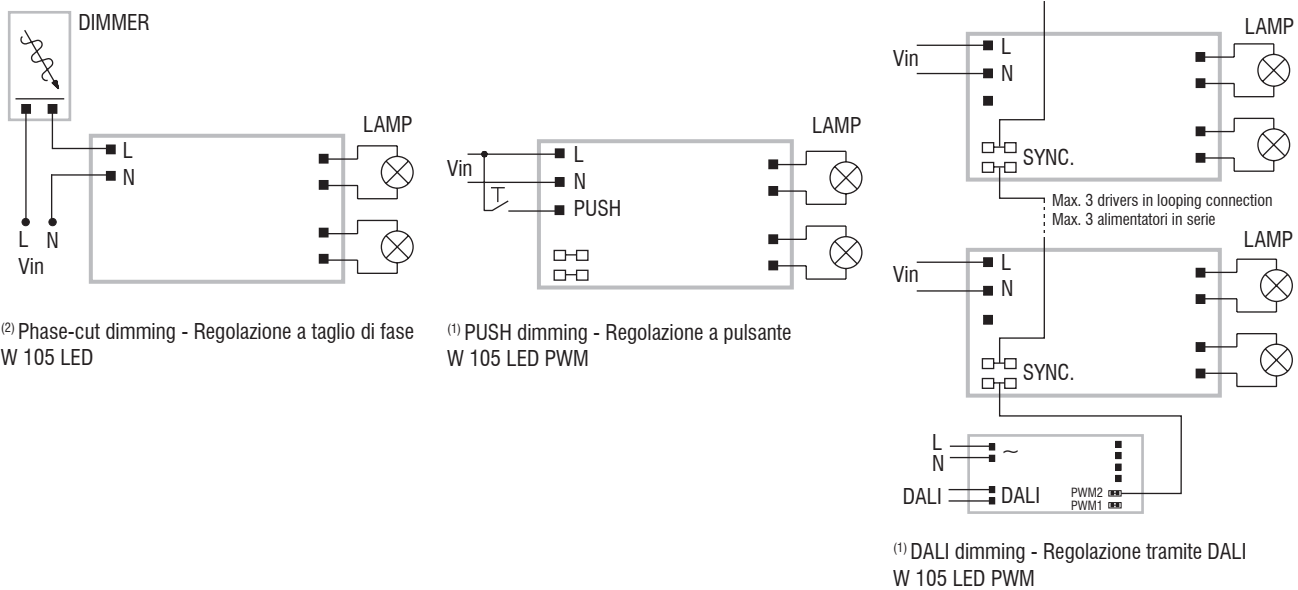 DIMMER
LAMP
L
N
L N
Vin
(2) Phase-cut dimming - Regolazione a taglio di fase
W 105 LED
LAMP
Vin
L
N
PUSH
(1) PUSH dimming - Regolazione a pulsante
W 105 LED PWM
LAMP
Vin
L
N
SYNC.
Max. 3 drivers in looping connection
Max. 3 alimentatori in serie
LAMP
Vin
L
N
SYNC.
L
N
~
DALI
DALI
PWM2
PWM1
(1) DALI dimming - Regolazione tramite DALI
W 105 LED PWM